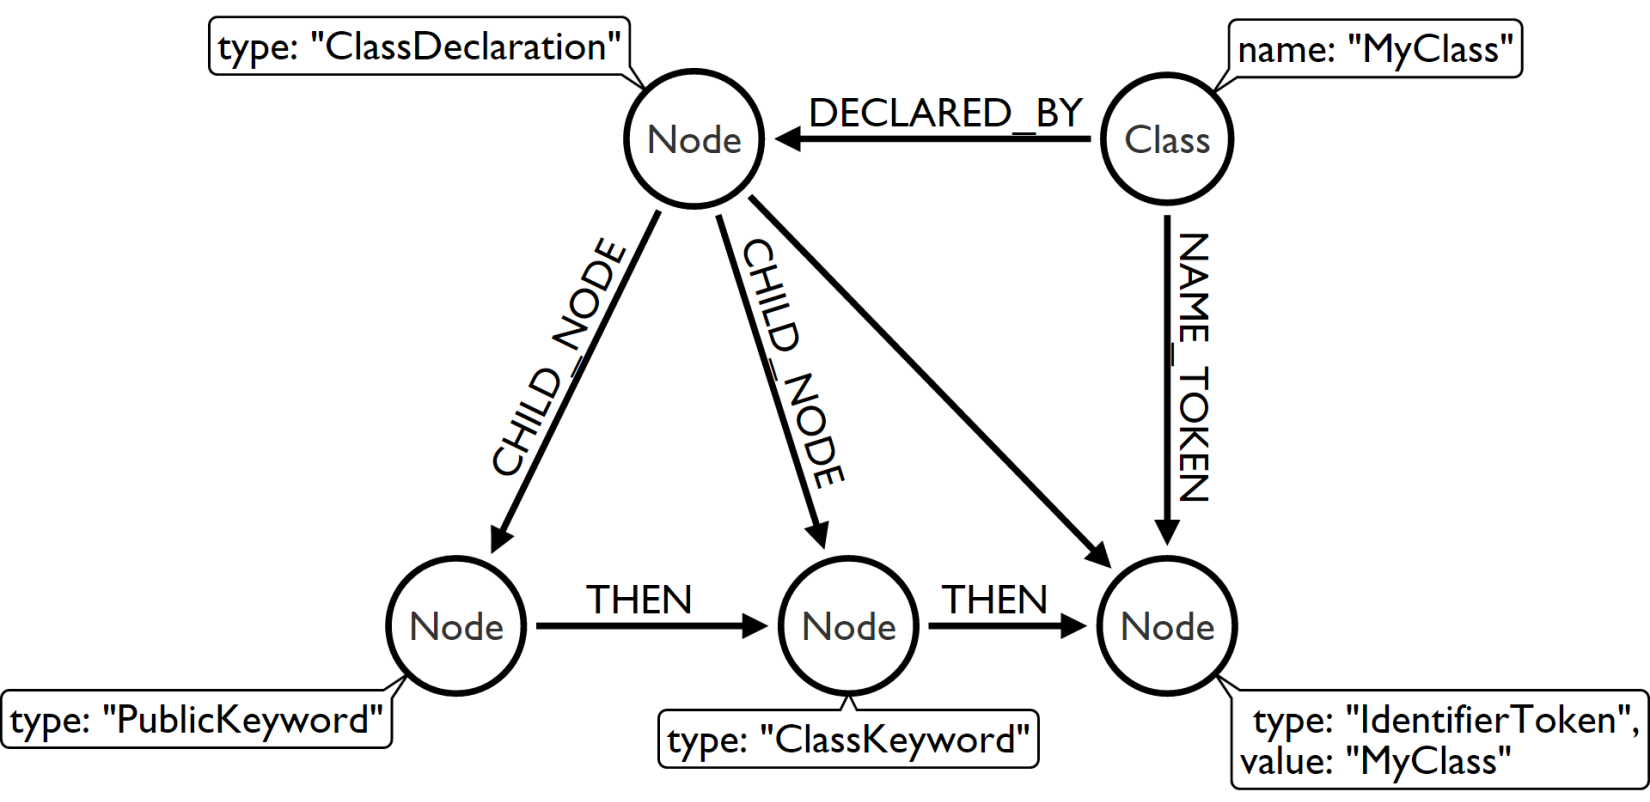 type: "ClassDeclaration"
name: "MyClass"
DECLARED_BY
Node
Class
CHILD_NODE
CHILD_NODE
NAME_TOKEN
THEN
THEN
Node
Node
Node
type: "PublicKeyword"
type: "ClassKeyword"
type: "IdentifierToken",
value: "MyClass"